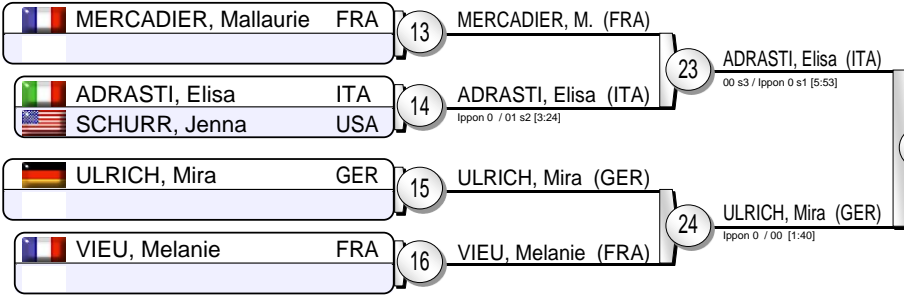 MERCADIER, Mallaurie FRA
13
MERCADIER, M. (FRA)
ADRASTI, Elisa ITA
SCHURR, Jenna USA
14
ADRASTI, Elisa (ITA)
Ippon 0 / 01 s2 [3:24]
23
ADRASTI, Elisa (ITA)
00 s3 / Ippon 0 s1 [5:53]
ULRICH, Mira GER
15
ULRICH, Mira (GER)
VIEU, Melanie FRA
16
VIEU, Melanie (FRA)
24
ULRICH, Mira (GER)
Ippon 0 / 00 [1:40]